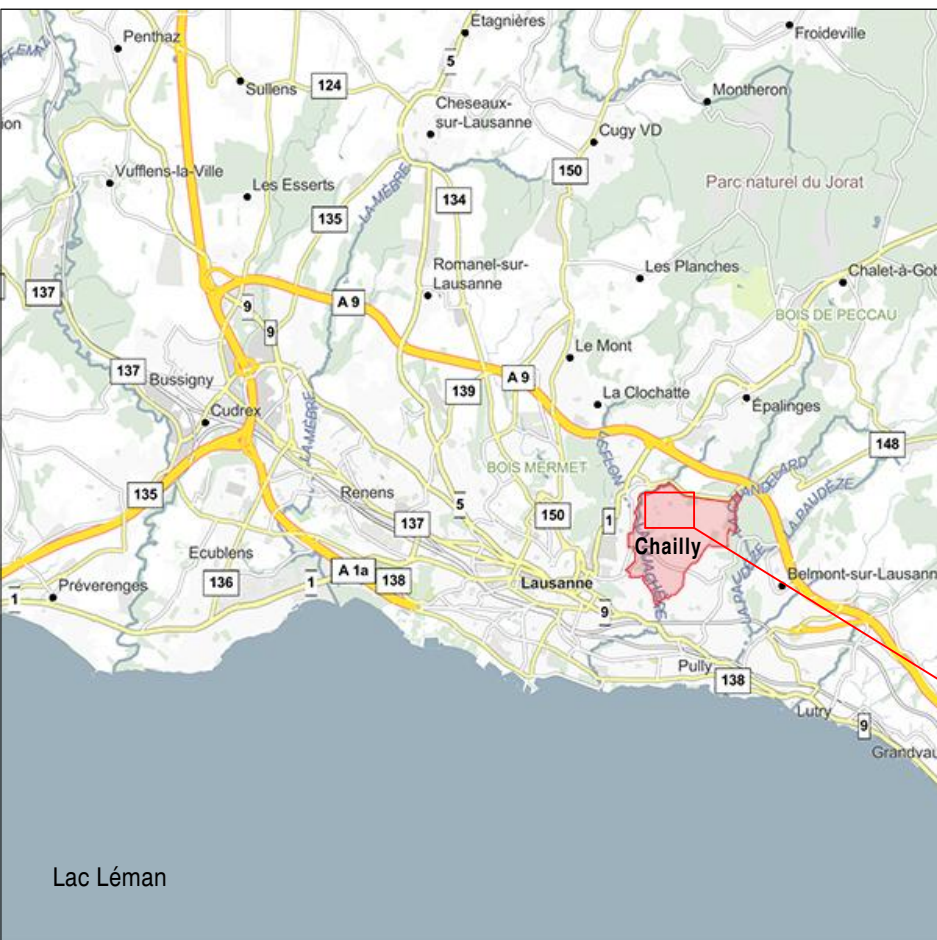 Etagnières
Froideville
Penthaz
5
Sullens
124
Montheron
Cheseaux-
sur-Lausanne
Cugy VD
150
Vufflens-la-Ville
Les Esserts
LA-MÈBRE
134
Parc naturel du Jorat
135
Romanel-sur-
Lausanne
Les Planches
Chalet-à-Gob
137
9
A 9
BOIS DE PECCAU
9
Le Mont
137
Bussigny
A 9
139
La Clochatte
Épalinges
Cudrex
LA-MÈBRE
148
BOIS MERMET
LE FLON
135
Renens
5
137
150
1
LA PAUDÈZE
Chailly
Ecublens
136
1
A 1a
138
Lausanne
Préverenges
1
9
Belmont-sur-Lausann
Pully
138
Lutry
9
Grandvau
Lac Léman